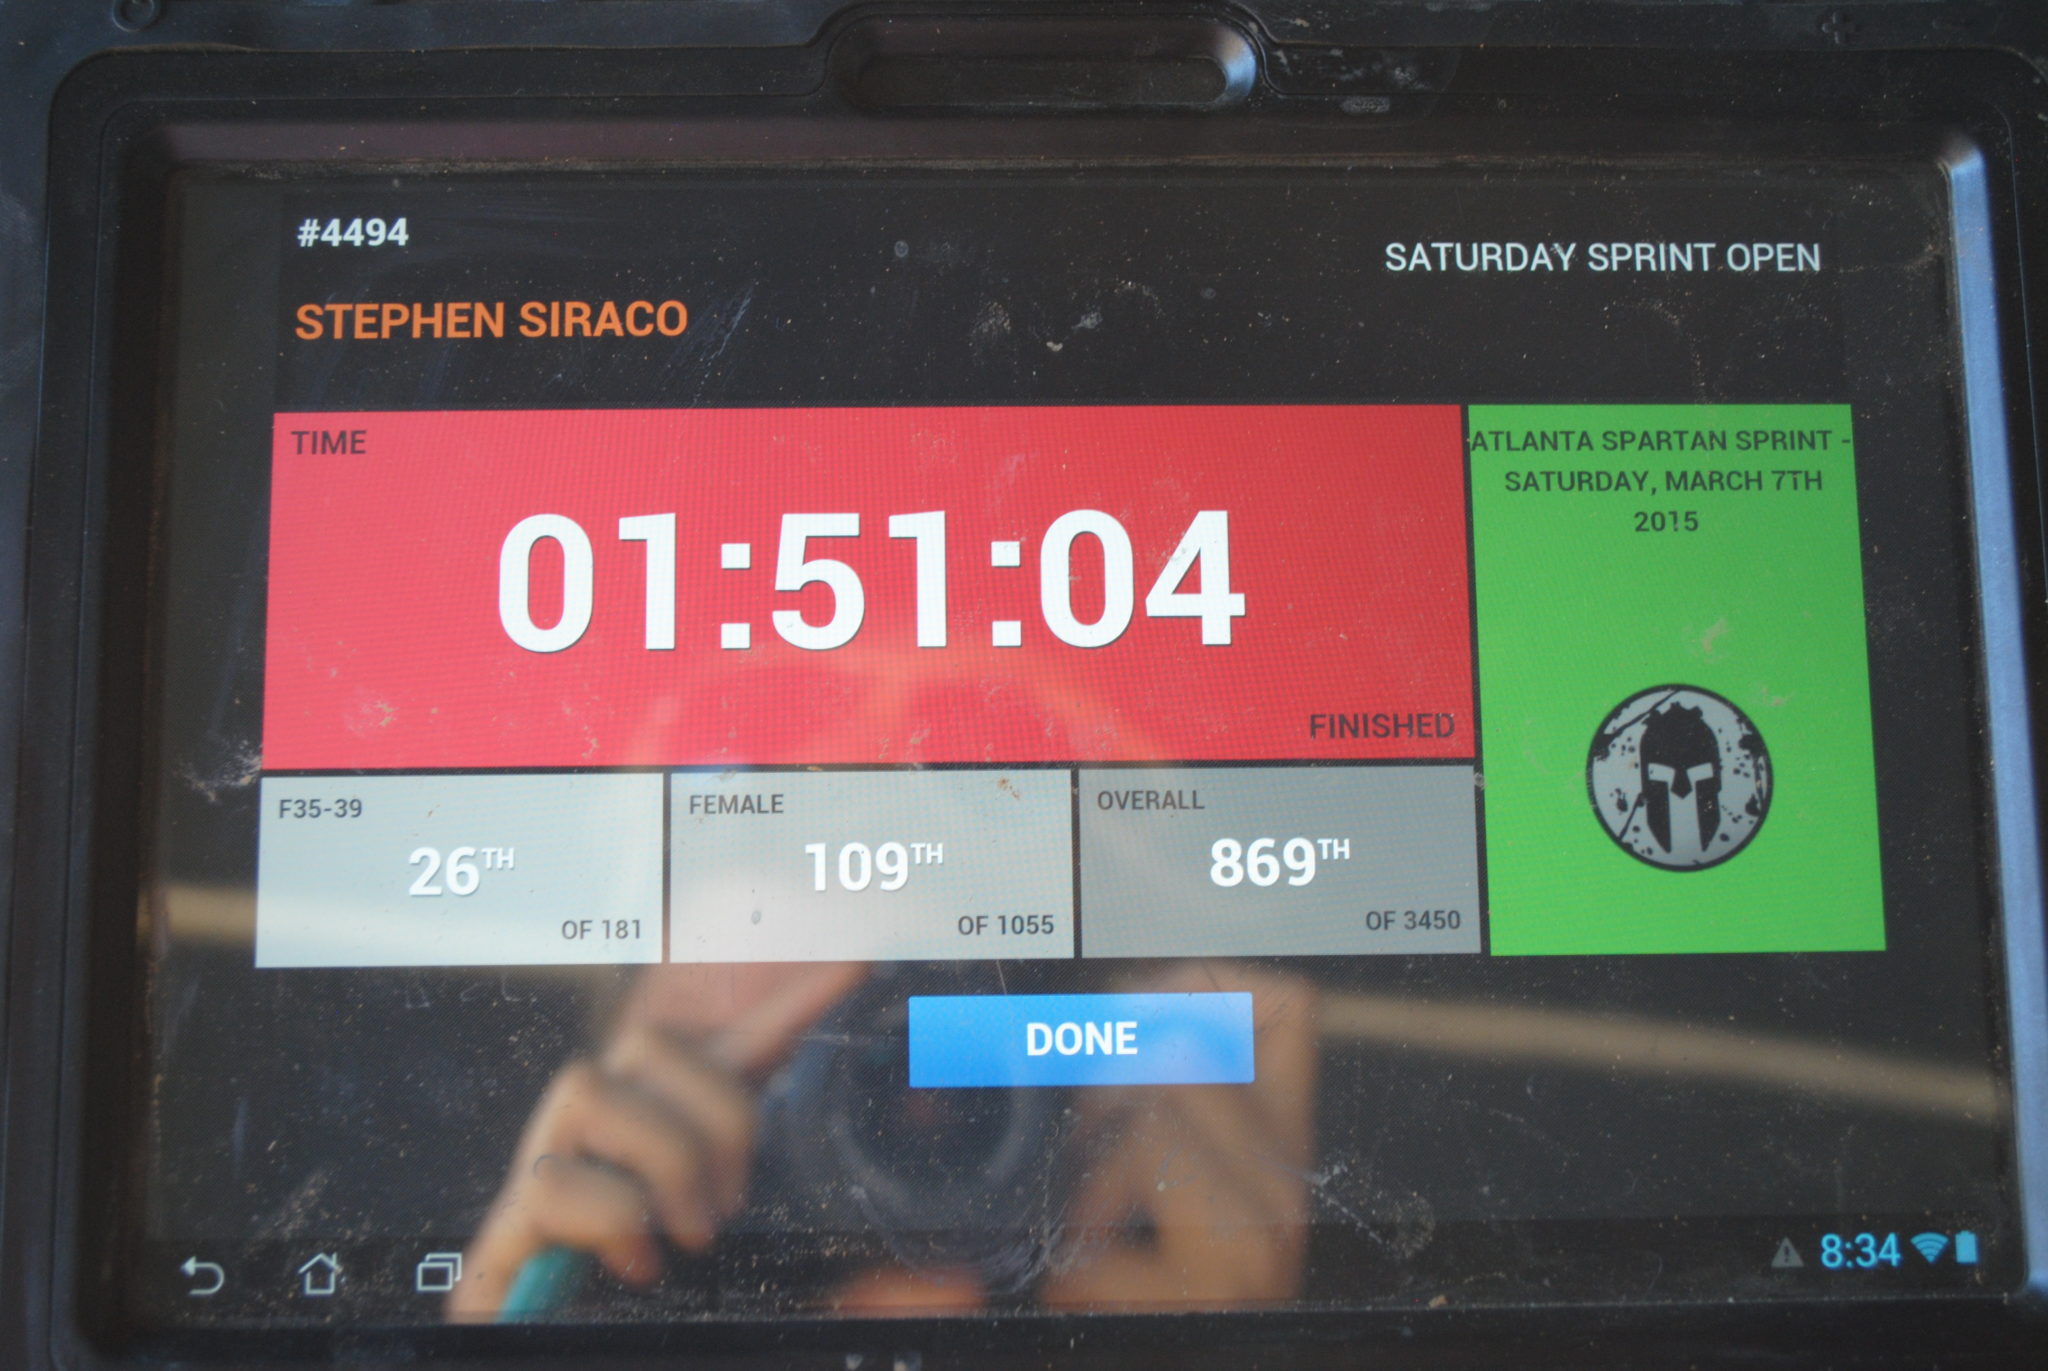 #4494
SATURDAY SPRINT OPEN
STEPHEN SIRACO
TIME
01:51:04
FINISHED
ATLANTA SPARTAN SPRINT -
SATURDAY, MARCH 7TH
2015
F35-39
26TH
OF 181
FEMALE
109TH
OF 1055
OVERALL
869TH
OF 3450
DONE
8:34